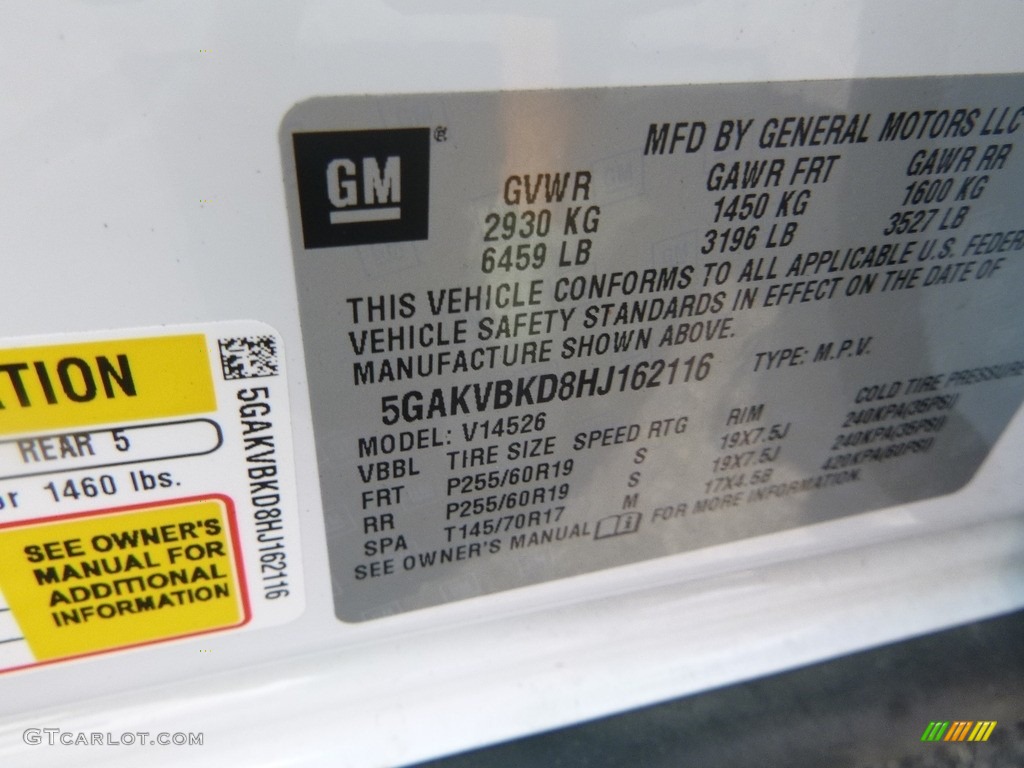 GM®
MFD BY GENERAL MOTORS LLC
GVWR GAWR FRT GAWR RR
2930 KG 1450 KG 1600 KG
6459 LB 3196 LB 3527 LB
THIS VEHICLE CONFORMS TO ALL APPLICABLE U.S. FEDER
VEHICLE SAFETY STANDARDS IN EFFECT ON THE DATE OF
MANUFACTURE SHOWN ABOVE.
5GAKVBKD8HJ162116 TYPE: M.P.V.
MODEL: V14526
VBBL TIRE SIZE SPEED RTG RIM COLD TIRE PRESSURE
FRT P255/60R19 S 19X7.5J 240KPA(35PSI)
RR P255/60R19 S 19X7.5J 240KPA(35PSI)
SPA T145/70R17 M 17X4.5B 420KPA(60PSI)
SEE OWNER'S MANUAL FOR MORE INFORMATION.
ATION
REAR 5
or 1460 lbs.
SEE OWNER'S
MANUAL FOR
ADDITIONAL
INFORMATION
5GAKVBKD8HJ162116
GTcarlot.com